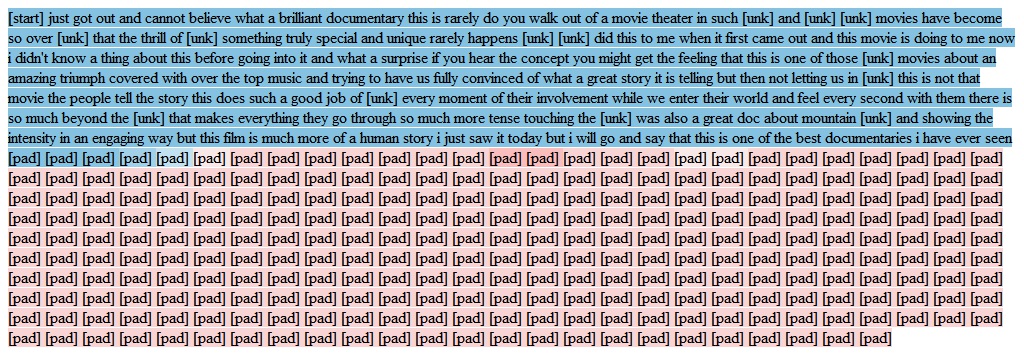 [start] just got out and cannot believe what a brilliant documentary this is rarely do you walk out of a movie theater in such [unk] and [unk] [unk] movies have become
so over [unk] that the thrill of [unk] something truly special and unique rarely happens [unk] [unk] did this to me when it first came out and this movie is doing to me now
i didn't know a thing about this before going into it and what a surprise if you hear the concept you might get the feeling that this is one of those [unk] movies about an
amazing triumph covered with over the top music and trying to have us fully convinced of what a great story it is telling but then not letting us in [unk] this is not that
movie the people tell the story this does such a good job of [unk] every moment of their involvement while we enter their world and feel every second with them there is
so much beyond the [unk] that makes everything they go through so much more tense touching the [unk] was also a great doc about mountain [unk] and showing the
intensity in an engaging way but this film is much more of a human story i just saw it today but i will go and say that this is one of the best documentaries i have ever seen
[pad] [pad] [pad] [pad] [pad] [pad] [pad] [pad] [pad] [pad] [pad] [pad] [pad] [pad] [pad] [pad] [pad] [pad] [pad] [pad] [pad] [pad] [pad] [pad] [pad] [pad] [pad]
[pad] [pad] [pad] [pad] [pad] [pad] [pad] [pad] [pad] [pad] [pad] [pad] [pad] [pad] [pad] [pad] [pad] [pad] [pad] [pad] [pad] [pad] [pad] [pad] [pad] [pad] [pad]
[pad] [pad] [pad] [pad] [pad] [pad] [pad] [pad] [pad] [pad] [pad] [pad] [pad] [pad] [pad] [pad] [pad] [pad] [pad] [pad] [pad] [pad] [pad] [pad] [pad] [pad] [pad]
[pad] [pad] [pad] [pad] [pad] [pad] [pad] [pad] [pad] [pad] [pad] [pad] [pad] [pad] [pad] [pad] [pad] [pad] [pad] [pad] [pad] [pad] [pad] [pad] [pad] [pad] [pad]
[pad] [pad] [pad] [pad] [pad] [pad] [pad] [pad] [pad] [pad] [pad] [pad] [pad] [pad] [pad] [pad] [pad] [pad] [pad] [pad] [pad] [pad] [pad] [pad] [pad] [pad] [pad]
[pad] [pad] [pad] [pad] [pad] [pad] [pad] [pad] [pad] [pad] [pad] [pad] [pad] [pad] [pad] [pad] [pad] [pad] [pad] [pad] [pad] [pad] [pad] [pad] [pad] [pad] [pad]
[pad] [pad] [pad] [pad] [pad] [pad] [pad] [pad] [pad] [pad] [pad] [pad] [pad] [pad] [pad] [pad] [pad] [pad] [pad] [pad] [pad] [pad] [pad] [pad] [pad] [pad] [pad]
[pad] [pad] [pad] [pad] [pad] [pad] [pad] [pad] [pad] [pad] [pad] [pad] [pad] [pad] [pad] [pad] [pad] [pad] [pad] [pad] [pad] [pad] [pad] [pad] [pad] [pad] [pad]
[pad] [pad] [pad] [pad] [pad] [pad] [pad] [pad] [pad] [pad] [pad] [pad] [pad] [pad] [pad] [pad] [pad] [pad] [pad] [pad] [pad] [pad] [pad] [pad] [pad] [pad] [pad]
[pad] [pad] [pad] [pad] [pad] [pad] [pad] [pad] [pad] [pad] [pad] [pad] [pad] [pad] [pad] [pad] [pad] [pad] [pad] [pad] [pad] [pad] [pad] [pad]